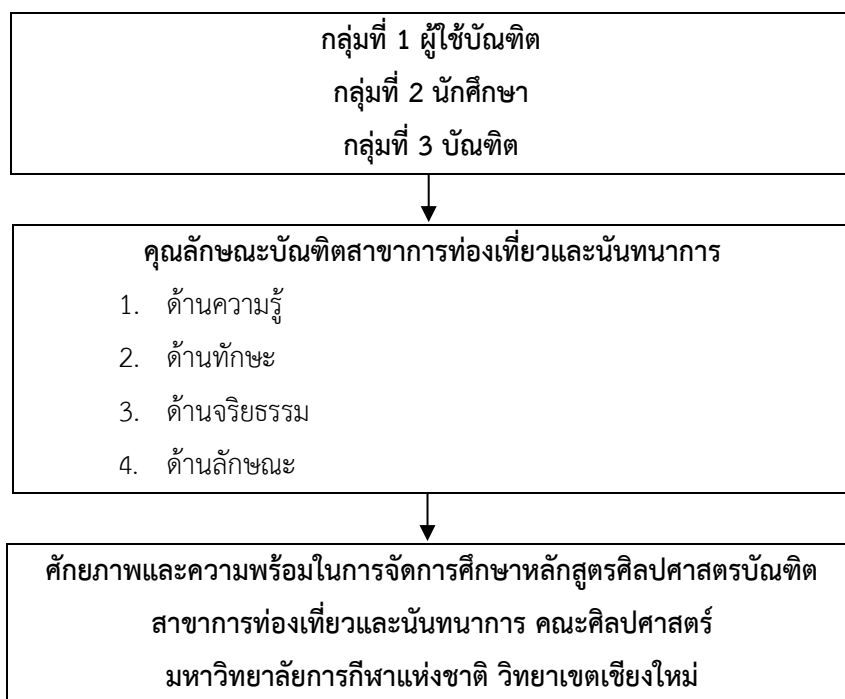 กลุ่มที่ 1 ผู้ใช้บัณฑิต
กลุ่มที่ 2 นักศึกษา
กลุ่มที่ 3 บัณฑิต
คุณลักษณะบัณฑิตสาขาการท่องเที่ยวและนันทนาการ
1. ด้านความรู้
2. ด้านทักษะ
3. ด้านจริยธรรม
4. ด้านลักษณะ
ศักยภาพและความพร้อมในการจัดการศึกษาหลักสูตรศิลปศาสตรบัณฑิต
สาขาการท่องเที่ยวและนันทนาการ คณะศิลปศาสตร์
มหาวิทยาลัยการกีฬาแห่งชาติ วิทยาเขตเชียงใหม่